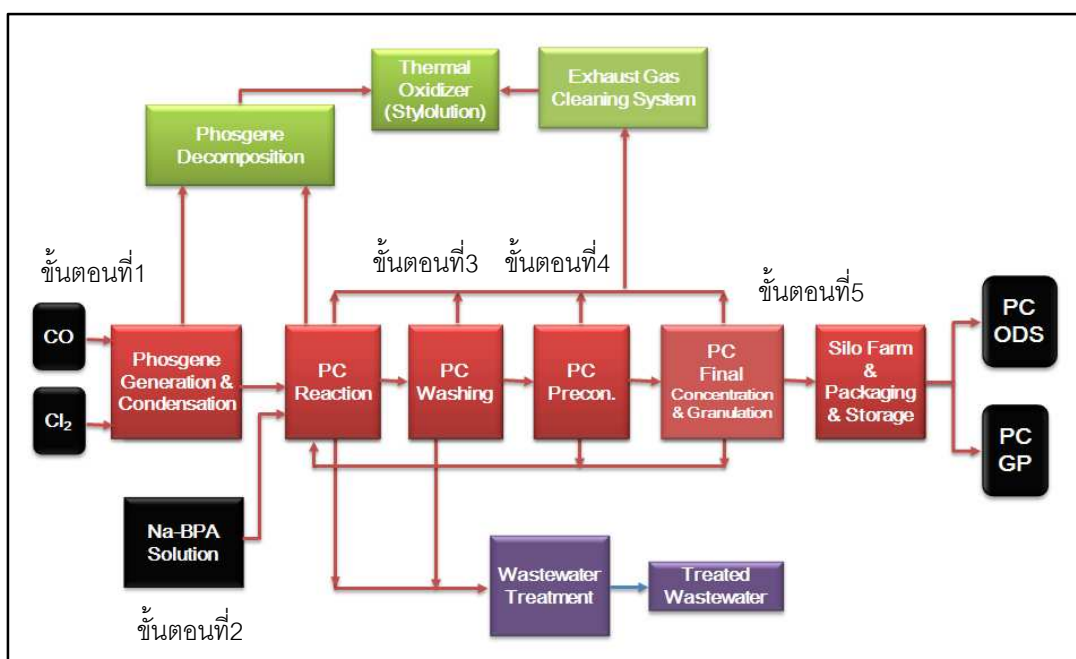 Thermal
Oxidizer
(Stylolution)
Exhaust Gas
Cleaning System
Phosgene
Decomposition
ขั้นตอนที่1
ขั้นตอนที่3
ขั้นตอนที่4
ขั้นตอนที่5
CO
Cl₂
Phosgene
Generation &
Condensation
PC
Reaction
PC
Washing
PC
Precon.
PC
Final
Concentration
& Granulation
Silo Farm
&
Packaging
& Storage
PC
ODS
PC
GP
Na-BPA
Solution
ขั้นตอนที่2
Wastewater
Treatment
Treated
Wastewater